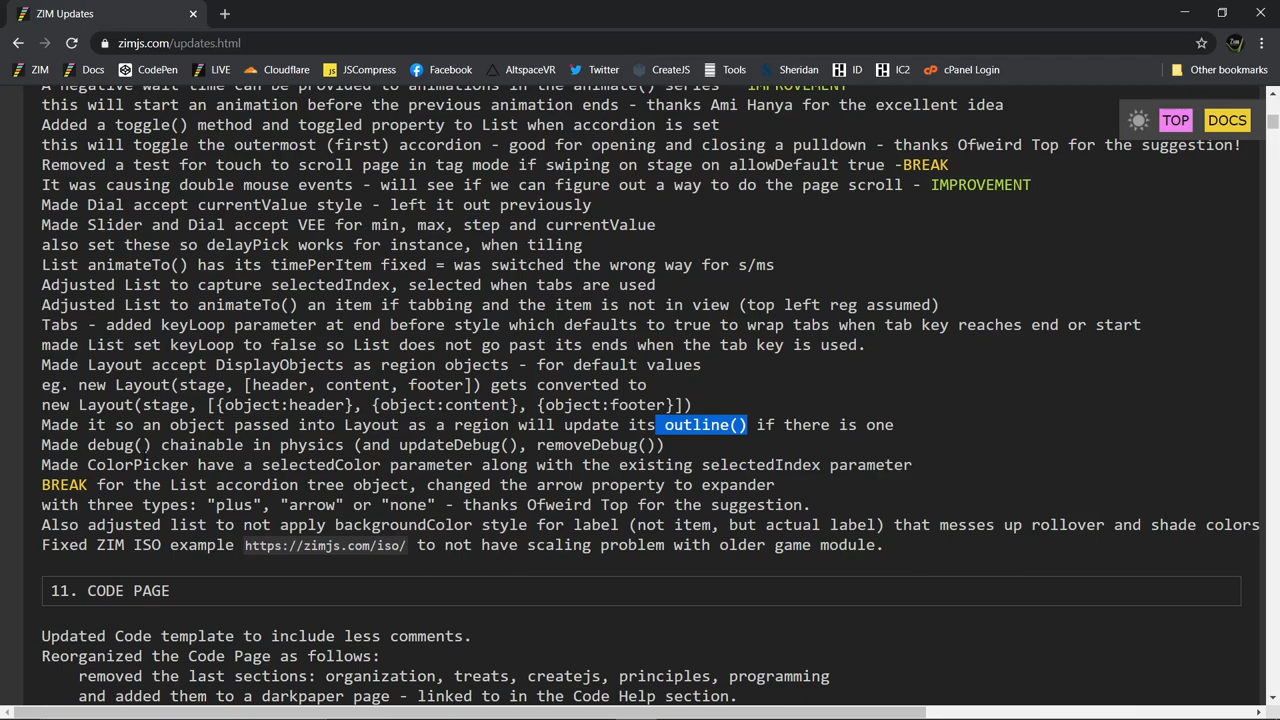 ZIM Updates
zimjs.com/updates.html
ZIM Docs CodePen LIVE Cloudflare JSCompress Facebook AltspaceVR Twitter CreateJS Tools Sheridan ID IC2 cPanel Login Other bookmarks
A negative wait time can be provided to animations in the animate() series - IMPROVEMENT
this will start an animation before the previous animation ends - thanks Ami Hanya for the excellent idea
TOP DOCS
Added a toggle() method and toggled property to List when accordion is set
this will toggle the outermost (first) accordion - good for opening and closing a pulldown - thanks Ofweird Top for the suggestion!
Removed a test for touch to scroll page in tag mode if swiping on stage on allowDefault true -BREAK
It was causing double mouse events - will see if we can figure out a way to do the page scroll - IMPROVEMENT
Made Dial accept currentValue style - left it out previously
Made Slider and Dial accept VEE for min, max, step and currentValue
also set these so delayPick works for instance, when tiling
List animateTo() has its timePerItem fixed = was switched the wrong way for s/ms
Adjusted List to capture selectedIndex, selected when tabs are used
Adjusted List to animateTo() an item if tabbing and the item is not in view (top left reg assumed)
Tabs - added keyLoop parameter at end before style which defaults to true to wrap tabs when tab key reaches end or start
made List set keyLoop to false so List does not go past its ends when the tab key is used.
Made Layout accept DisplayObjects as region objects - for default values
eg. new Layout(stage, [header, content, footer]) gets converted to
new Layout(stage, [{object:header}, {object:content}, {object:footer}])
Made it so an object passed into Layout as a region will update its outline() if there is one
Made debug() chainable in physics (and updateDebug(), removeDebug())
Made ColorPicker have a selectedColor parameter along with the existing selectedIndex parameter
BREAK for the List accordion tree object, changed the arrow property to expander
with three types: "plus", "arrow" or "none" - thanks Ofweird Top for the suggestion.
Also adjusted list to not apply backgroundColor style for label (not item, but actual label) that messes up rollover and shade colors
Fixed ZIM ISO example https://zimjs.com/iso/ to not have scaling problem with older game module.
11. CODE PAGE
Updated Code template to include less comments.
Reorganized the Code Page as follows:
removed the last sections: organization, treats, createjs, principles, programming
and added them to a darkpaper page - linked to in the Code Help section.